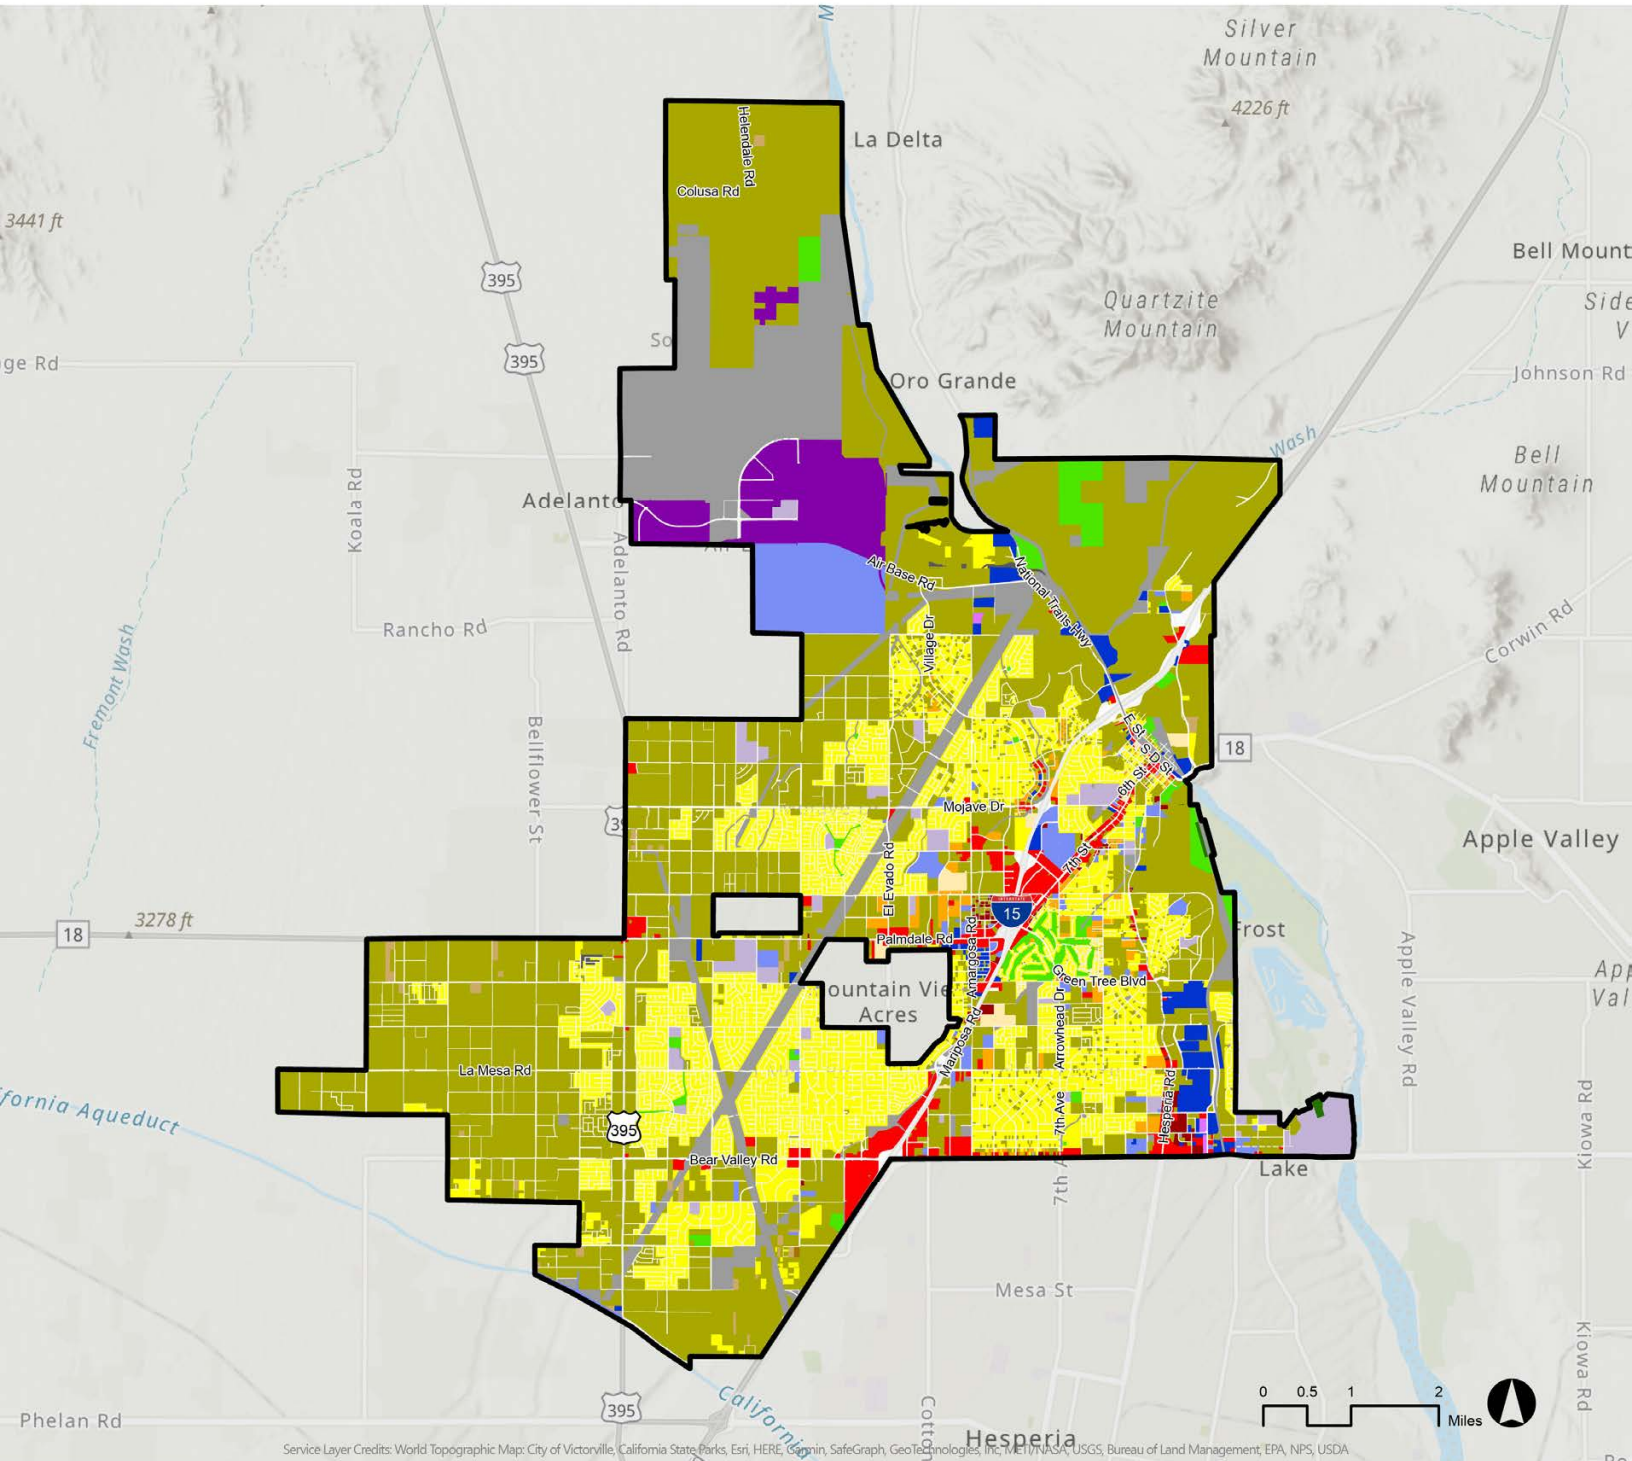 Silver
Mountain
4226 ft
La Delta
Helendale Rd
Colusa Rd
3441 ft
Bell Mount
395
Quartzite
Mountain
Side
V
So
395
ge Rd
Oro Grande
Johnson Rd
Wash
Bell
Mountain
Koala Rd
Adelanto
Adelanto Rd
Air Base Rd
National Trails Hwy
Rancho Rd
Village Dr
Corwin Rd
Fremont Wash
E St
S D St
18
Bellflower St
6th St
Mojave Dr
39
Apple Valley
7th St
El Evado Rd
15
18
3278 ft
Frost
Palmdale Rd
Amargosa Rd
Green Tree Blvd
Apple Valley Rd
App
Val
ountain Vie
Acres
Mariposa Rd
Arrowhead Dr
La Mesa Rd
fornia Aqueduct
395
7th Ave
Hesperia Rd
Kiowa Rd
Bear Valley Rd
Lake
7th A
Mesa St
Kiowa Rd
0 0.5 1 2
Miles
395
California
Cotton
Phelan Rd
Hesperia
Service Layer Credits: World Topographic Map: City of Victorville, California State Parks, Esri, HERE, Garmin, SafeGraph, GeoTechnologies, Inc, METI/NASA, USGS, Bureau of Land Management, EPA, NPS, USDA